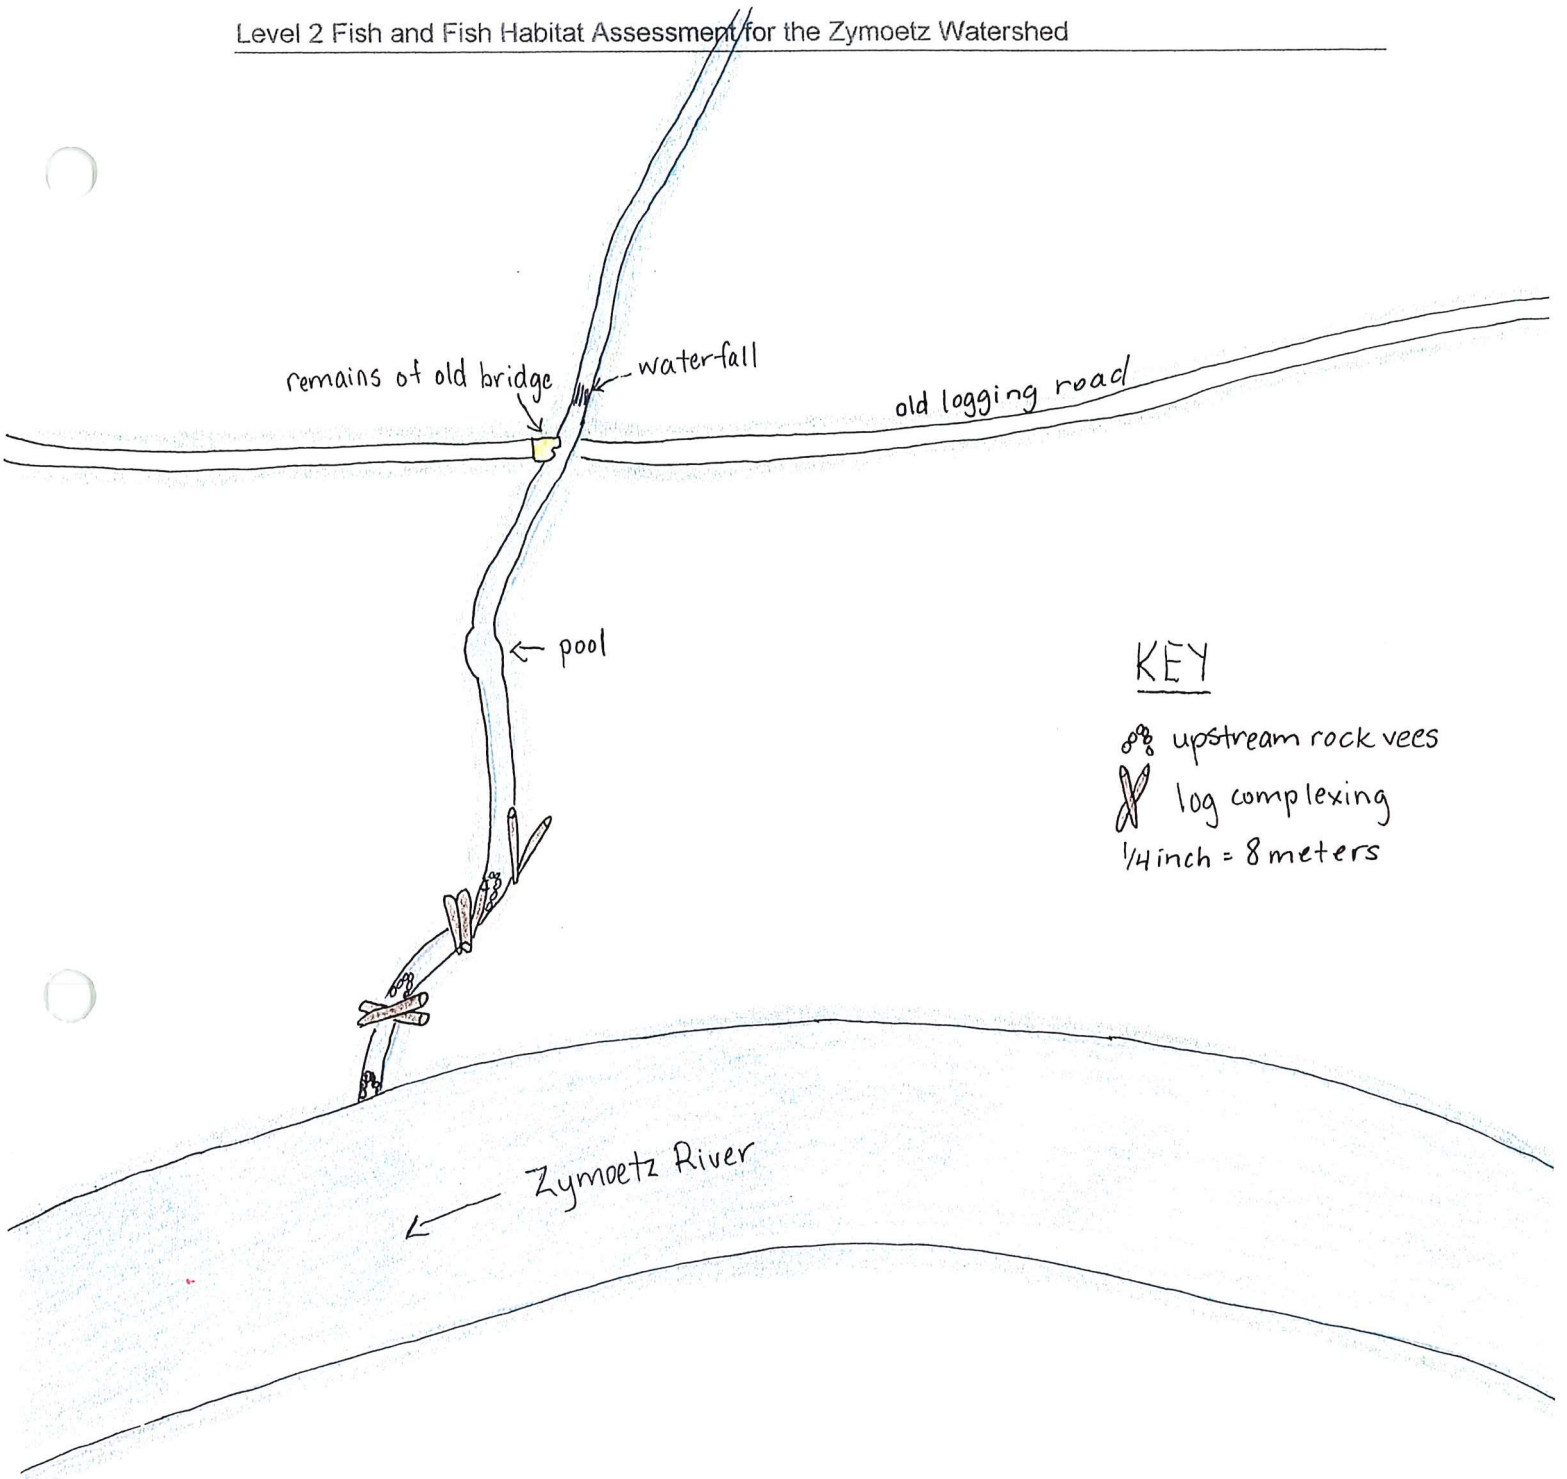 Level 2 Fish and Fish Habitat Assessment for the Zymoetz Watershed
waterfall
remains of old bridge
old logging road
pool
KEY
upstream rock vees
log complexing
1/4 inch = 8 meters
Zymoetz River